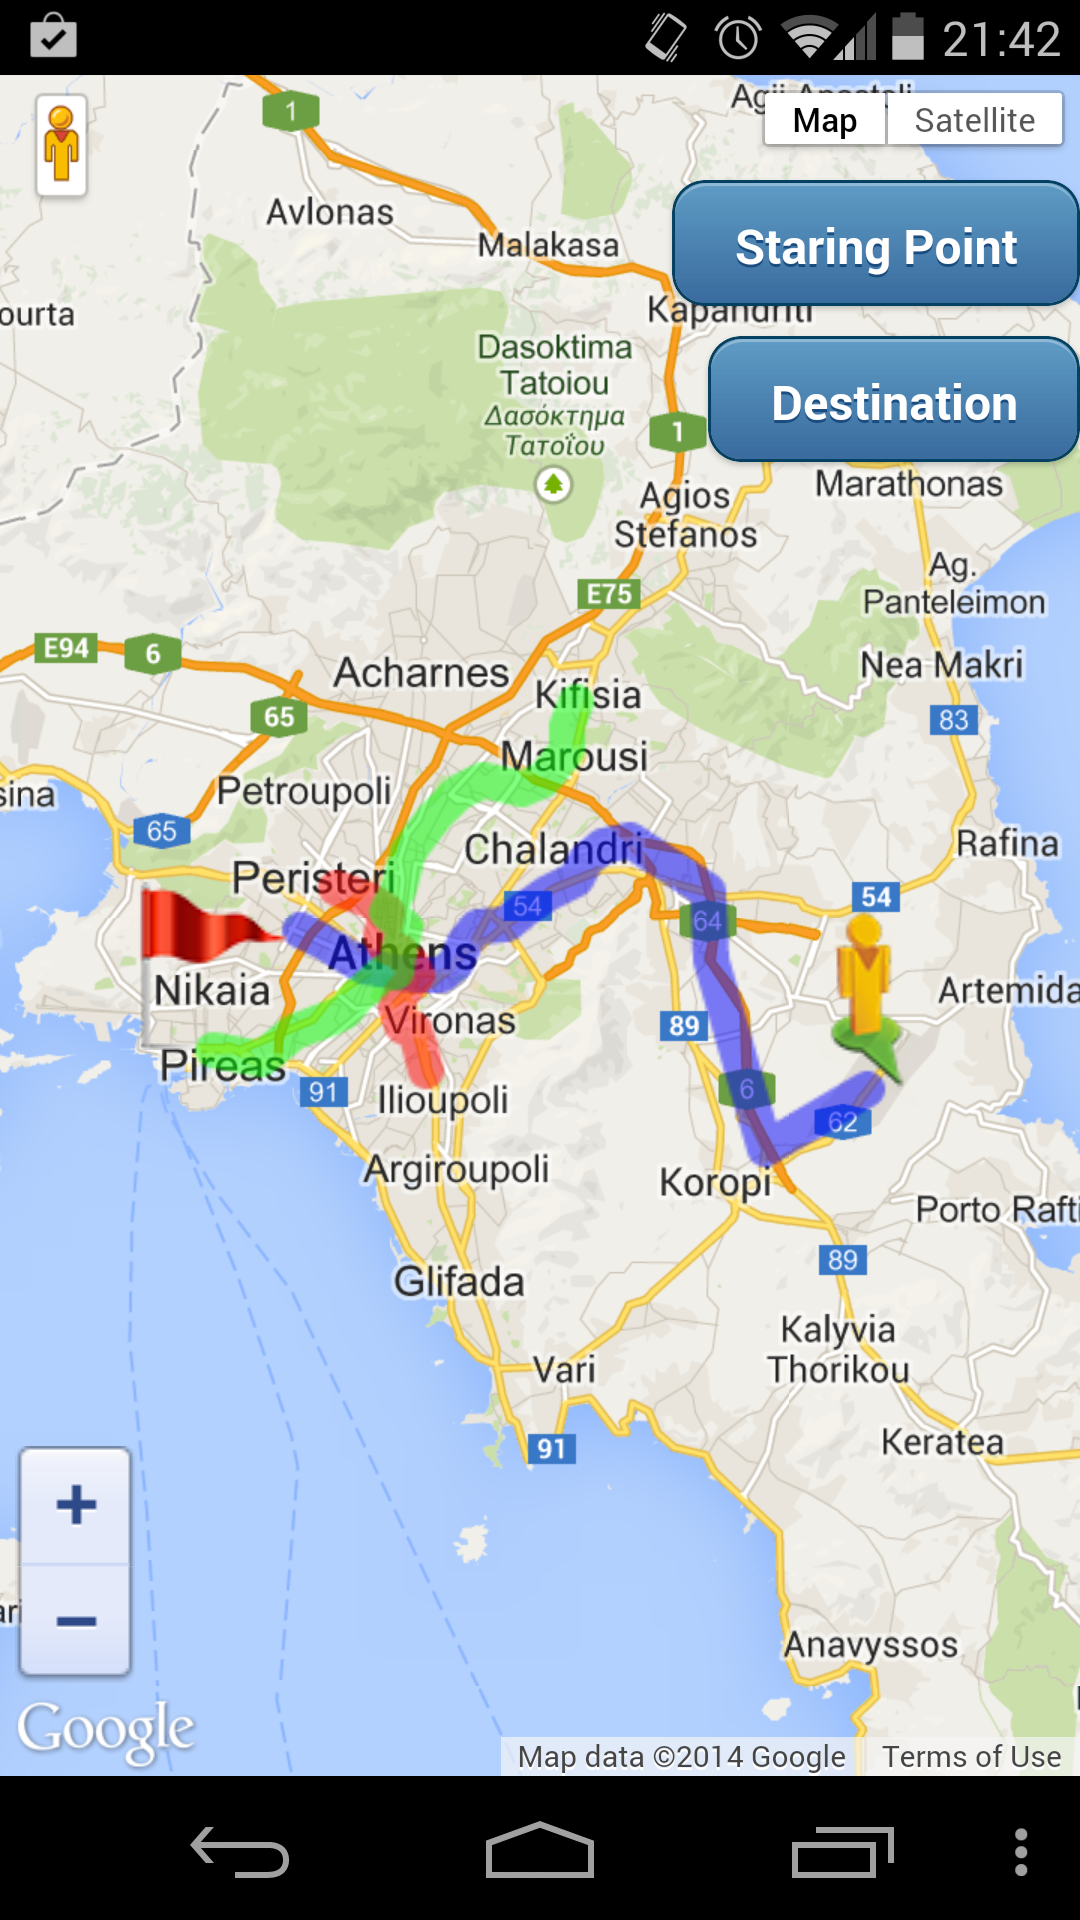 21:42
Agii Apostoli
Map
Satellite
1
Avlonas
Malakasa
Staring Point
ourta
Kapandriti
Dasoktima
Tatoiou
Δασόκτημα
Τατοΐου
Destination
1
Agios
Stefanos
Marathonas
Ag.
Panteleimon
E75
E94
6
Acharnes
Nea Makri
Kifisia
65
83
Marousi
Petroupoli
sina
65
Chalandri
Rafina
Peristeri
54
54
64
Athens
Nikaia
Artemida
Vironas
89
Pireas
91
Ilioupoli
6
62
Argiroupoli
Koropi
Porto Rafti
89
Glifada
Kalyvia
Thorikou
Vari
91
Keratea
+
−
ari
Anavyssos
Google
Map data ©2014 Google
Terms of Use